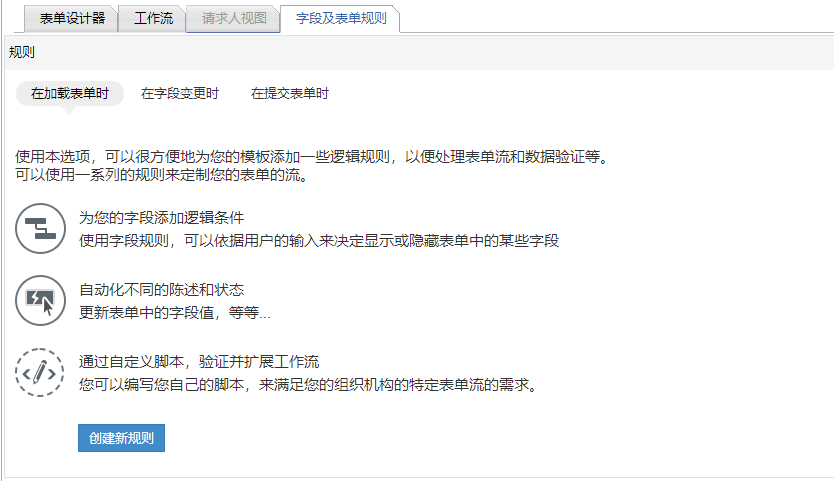 表单设计器
工作流
请求人视图
字段及表单规则
规则
在加载表单时
在字段变更时
在提交表单时
使用本选项，可以很方便地为您的模板添加一些逻辑规则，以便处理表单流和数据验证等。
可以使用一系列的规则来定制您的表单的流。
为您的字段添加逻辑条件
使用字段规则，可以依据用户的输入来决定显示或隐藏表单中的某些字段
自动化不同的陈述和状态
更新表单中的字段值，等等...
通过自定义脚本，验证并扩展工作流
您可以编写您自己的脚本，来满足您的组织机构的特定表单流的需求。
创建新规则